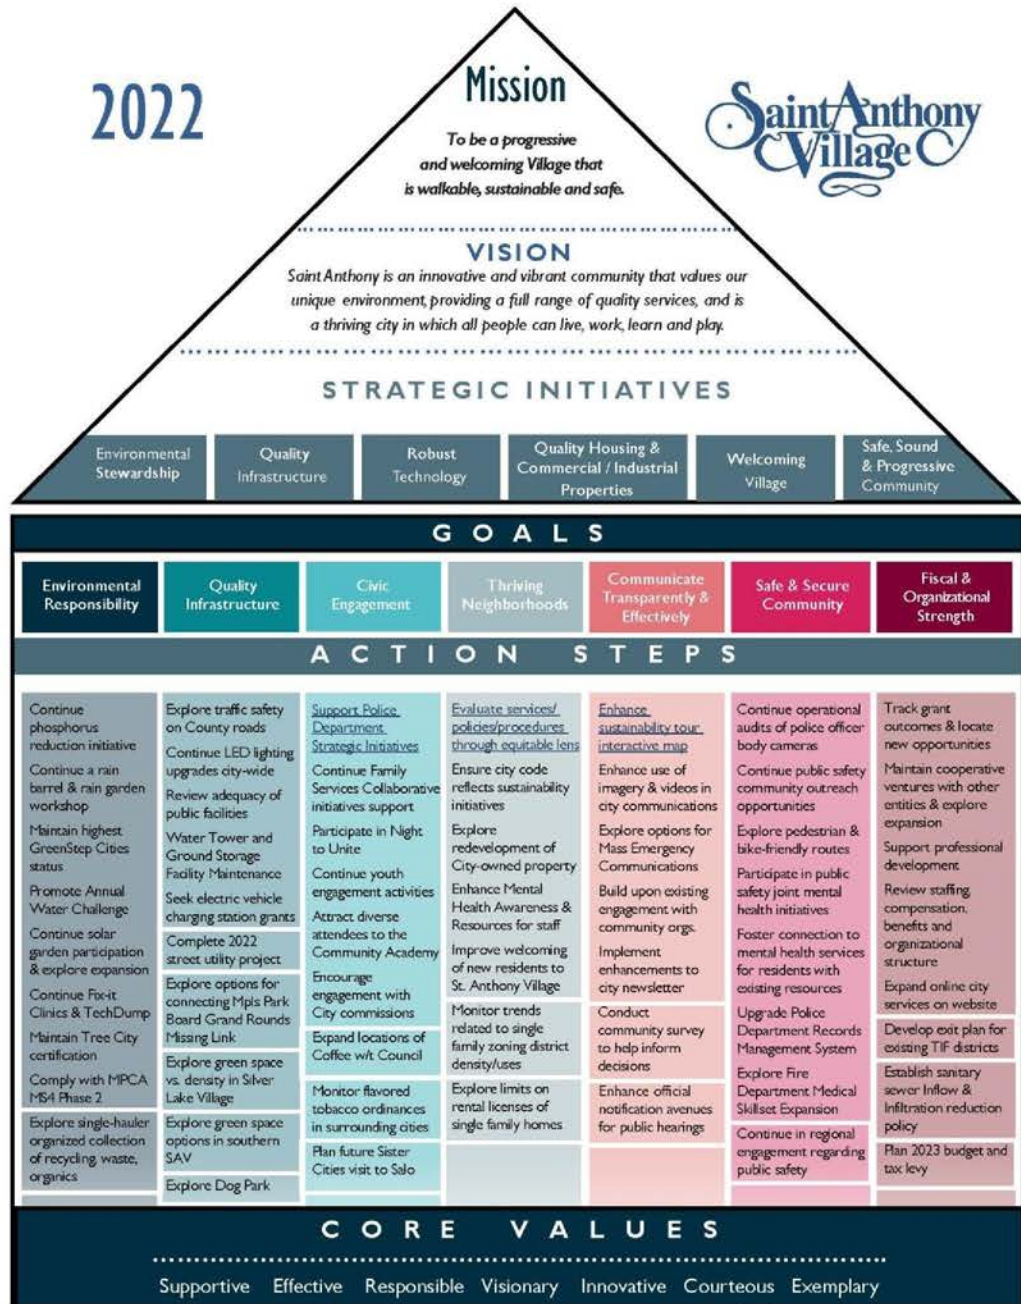 2022
Saint Anthony
Village
Mission
To be a progressive
and welcoming Village that
is walkable, sustainable and safe.
VISION
Saint Anthony is an innovative and vibrant community that values our
unique environment, providing a full range of quality services, and is
a thriving city in which all people can live, work, learn and play.
STRATEGIC INITIATIVES
Environmental
Stewardship
Quality
Infrastructure
Robust
Technology
Quality Housing &
Commercial / Industrial
Properties
Welcoming
Village
Safe, Sound
& Progressive
Community
GOALS
Environmental
Responsibility
Quality
Infrastructure
Civic
Engagement
Thriving
Neighborhoods
Communicate
Transparently &
Effectively
Safe & Secure
Community
Fiscal &
Organizational
Strength
ACTION STEPS
Continue
phosphorus
reduction initiative
Continue a rain
barrel & rain garden
workshop
Maintain highest
GreenStep Cities
status
Promote Annual
Water Challenge
Continue solar
garden participation
& explore expansion
Continue Fix-it
Clinics & TechDump
Maintain Tree City
certification
Comply with MPCA
MS4 Phase 2
Explore single-hauler
organized collection
of recycling, waste,
organics
Explore traffic safety
on County roads
Continue LED lighting
upgrades city-wide
Review adequacy of
public facilities
Water Tower and
Ground Storage
Facility Maintenance
Seek electric vehicle
charging station grants
Complete 2022
street utility project
Explore options for
connecting Mpls Park
Board Grand Rounds
Missing Link
Explore green space
vs. density in Silver
Lake Village
Explore green space
options in southern
SAV
Explore Dog Park
Support Police
Department
Strategic Initiatives
Continue Family
Services Collaborative
initiatives support
Participate in Night
to Unite
Continue youth
engagement activities
Attract diverse
attendees to the
Community Academy
Encourage
engagement with
City commissions
Expand locations of
Coffee w/t Council
Monitor flavored
tobacco ordinances
in surrounding cities
Plan future Sister
Cities visit to Salo
Evaluate services/
policies/procedures
through equitable lens
Ensure city code
reflects sustainability
initiatives
Explore
redevelopment of
City-owned property
Enhance Mental
Health Awareness &
Resources for staff
Improve welcoming
of new residents to
St. Anthony Village
Monitor trends
related to single
family zoning district
density/uses
Explore limits on
rental licenses of
single family homes
Enhance
sustainability tour
interactive map
Enhance use of
imagery & videos in
city communications
Explore options for
Mass Emergency
Communications
Build upon existing
engagement with
community orgs.
Implement
enhancements to
city newsletter
Conduct
community survey
to help inform
decisions
Enhance official
notification avenues
for public hearings
Continue operational
audits of police officer
body cameras
Continue public safety
community outreach
opportunities
Explore pedestrian &
bike-friendly routes
Participate in public
safety joint mental
health initiatives
Foster connection to
mental health services
for residents with
existing resources
Upgrade Police
Department Records
Management System
Explore Fire
Department Medical
Skillset Expansion
Continue in regional
engagement regarding
public safety
Track grant
outcomes & locate
new opportunities
Maintain cooperative
ventures with other
entities & explore
expansion
Support professional
development
Review staffing,
compensation,
benefits and
organizational
structure
Expand online city
services on website
Develop exit plan for
existing TIF districts
Establish sanitary
sewer Inflow &
Infiltration reduction
policy
Plan 2023 budget and
tax levy
CORE VALUES
Supportive Effective Responsible Visionary Innovative Courteous Exemplary